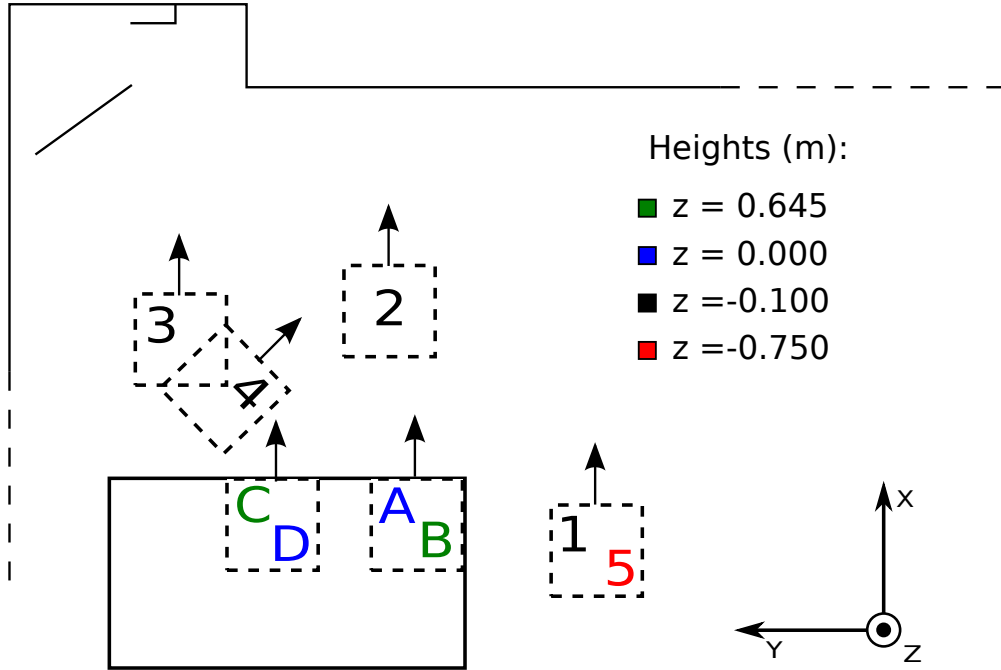 Heights (m):
z = 0.645
z = 0.000
z =-0.100
z =-0.750
3
2
4
C
D
A
B
1
5
X
Y
Z